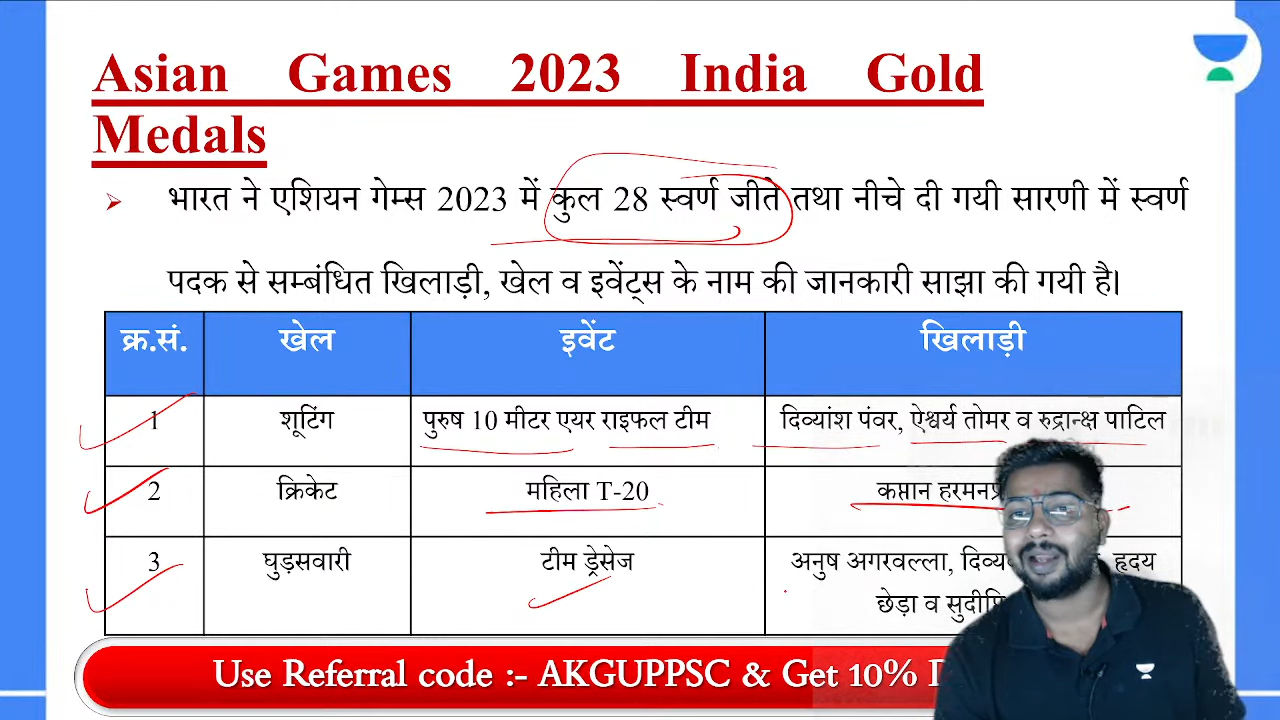 Asian Games 2023 India Gold
Medals
भारत ने एशियन गेम्स 2023 में कुल 28 स्वर्ण जीते तथा नीचे दी गयी सारणी में स्वर्ण
पदक से सम्बंधित खिलाड़ी, खेल व इवेंट्स के नाम की जानकारी साझा की गयी है।
क्र.सं. खेल इवेंट खिलाड़ी
1 शूटिंग पुरुष 10 मीटर एयर राइफल टीम दिव्यांश पंवर, ऐश्वर्य तोमर व रुद्रान्क्ष पाटिल
2 क्रिकेट महिला T-20 कप्तान
3 घुड़सवारी टीम ड्रेसेज अनुष अगरवल्ला, हृदय
छेड़ा व
Use Referral code :- AKGUPPSC & Get 10%